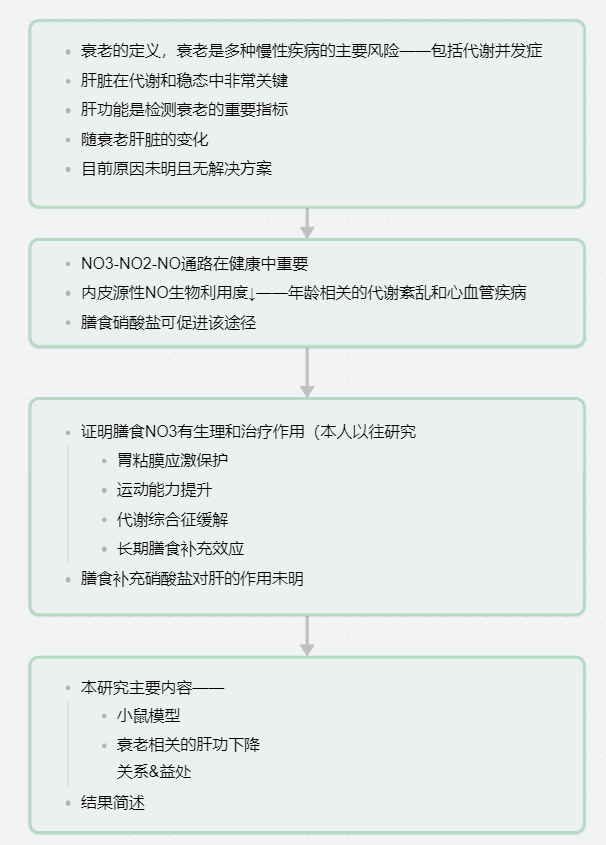 衰老的定义，衰老是多种慢性疾病的主要风险——包括代谢并发症
肝脏在代谢和稳态中非常关键
肝功能是检测衰老的重要指标
随衰老肝脏的变化
目前原因未明且无解决方案
NO3-NO2-NO通路在健康中重要
内皮源性NO生物利用度↓——年龄相关的代谢紊乱和心血管疾病
膳食硝酸盐可促进该途径
证明膳食NO3有生理和治疗作用（本人以往研究
胃粘膜应激保护
运动能力提升
代谢综合征缓解
长期膳食补充效应
膳食补充硝酸盐对肝的作用未明
本研究主要内容——
小鼠模型
衰老相关的肝功下降
关系&益处
结果简述